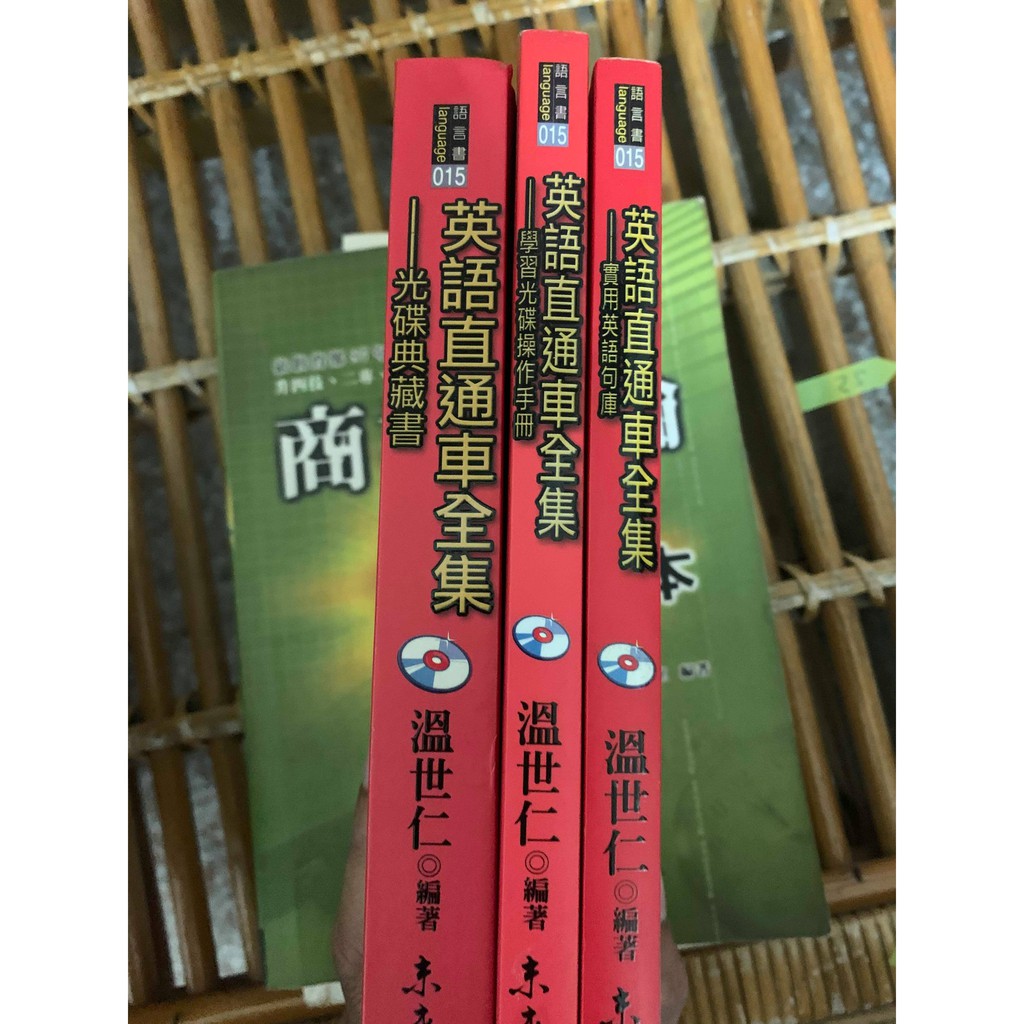 語言書
language
015
英語直通車全集
——光碟典藏書
溫世仁◎編著
語言書
language
015
英語直通車全集
——學習光碟操作手冊
溫世仁◎編著
語言書
language
015
英語直通車全集
——實用英語句庫
溫世仁◎編著
商
本
編著